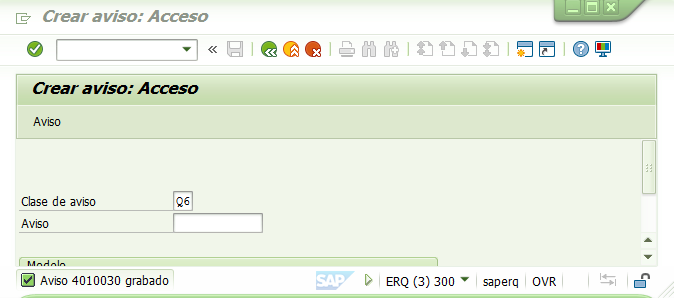 Crear aviso: Acceso
Crear aviso: Acceso
Aviso
Clase de aviso Q6
Aviso
Modelo
Aviso 4010030 grabado SAP ERQ (3) 300 saperq OVR